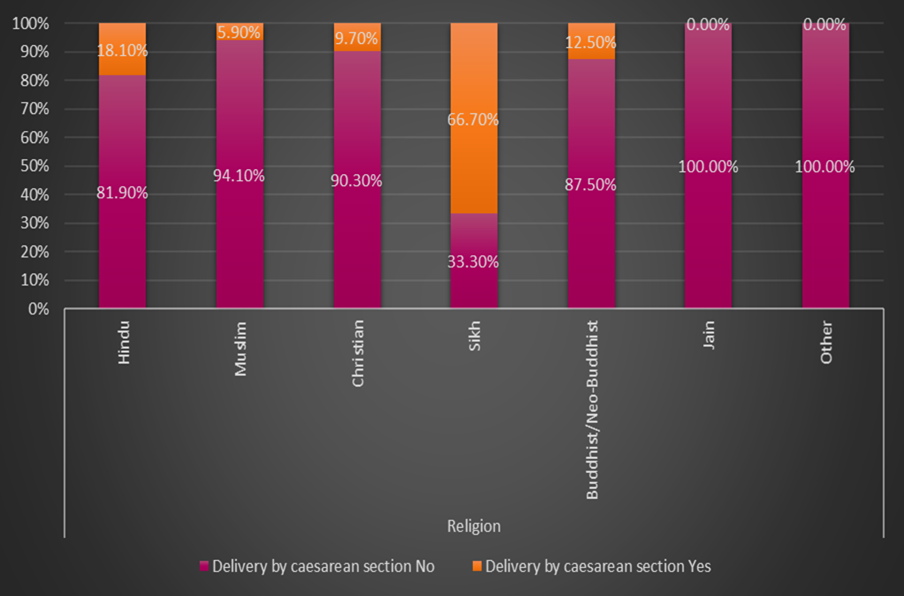 100%
90%
80%
70%
60%
50%
40%
30%
20%
10%
0%
18.10%
5.90%
9.70%
66.70%
12.50%
0.00%
0.00%
81.90%
94.10%
90.30%
33.30%
87.50%
100.00%
100.00%
Hindu
Muslim
Christian
Sikh
Buddhist/Neo-Buddhist
Jain
Other
Religion
Delivery by caesarean section No
Delivery by caesarean section Yes